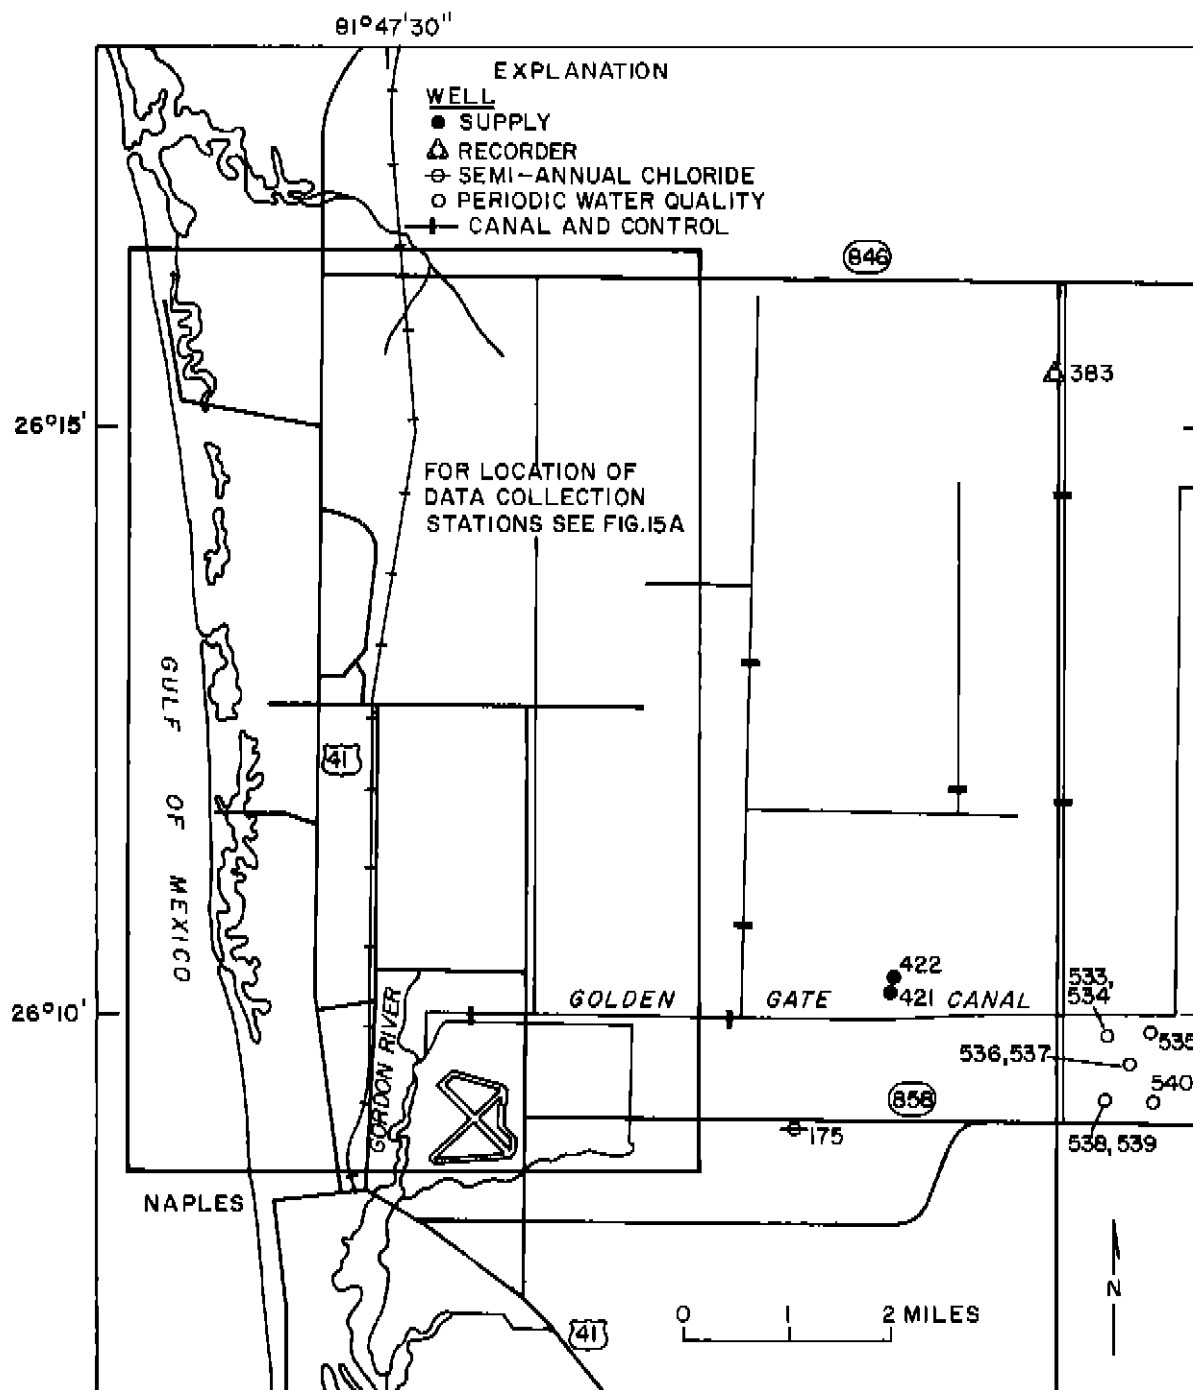 81°47'30"
EXPLANATION
WELL
SUPPLY
RECORDER
SEMI-ANNUAL CHLORIDE
PERIODIC WATER QUALITY
CANAL AND CONTROL
846
383
26°15'
FOR LOCATION OF
DATA COLLECTION
STATIONS SEE FIG.15A
GULF OF MEXICO
41
422
421
533,
534
26°10'
GOLDEN GATE CANAL
535
536,537
540
GORDON RIVER
858
175
538,539
NAPLES
N
0 1 2 MILES
41